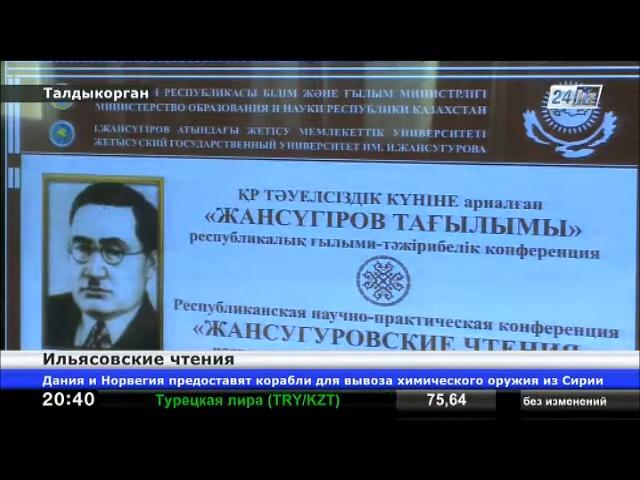 Талдыкорган
РЕСПУБЛИКАСЫ БІЛІМ ЖӘНЕ ҒЫЛЫМ МИНИСТРЛІГІ
24 KZ
МИНИСТЕРСТВО ОБРАЗОВАНИЯ И НАУКИ РЕСПУБЛИКИ КАЗАХСТАН
І.ЖАНСҮГІРОВ АТЫНДАҒЫ ЖЕТІСУ МЕМЛЕКЕТТІК УНИВЕРСИТЕТІ
ЖЕТЫСУСКИЙ ГОСУДАРСТВЕННЫЙ УНИВЕРСИТЕТ ИМ. И.ЖАНСУГУРОВА
ҚР ТӘУЕЛСІЗДІК КҮНІНЕ арналған
«ЖАНСҮГІРОВ ТАҒЫЛЫМЫ»
республикалық ғылыми-тәжірибелік конференция
Республиканская научно-практическая конференция
«ЖАНСУГУРОВСКИЕ ЧТЕНИЯ
Ильясовские чтения
Дания и Норвегия предоставят корабли для вывоза химического оружия из Сирии
20:40 Турецкая лира (TRY/KZT) 75,64 без изменений